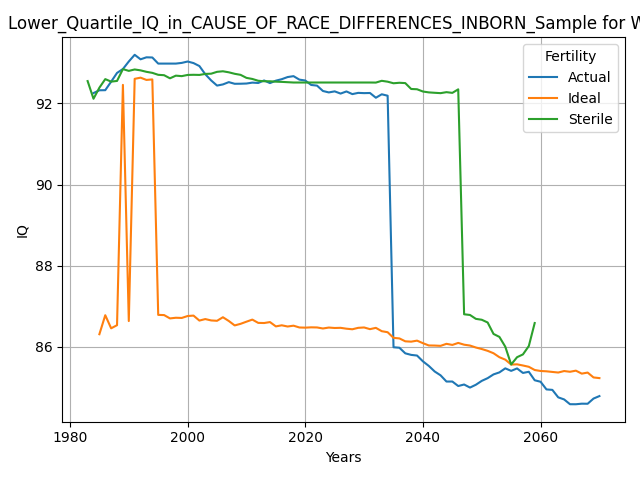 Lower_Quartile_IQ_in_CAUSE_OF_RACE_DIFFERENCES_INBORN_Sample for W
Fertility
Actual
Ideal
Sterile
92
90
88
86
IQ
1980
2000
2020
2040
2060
Years